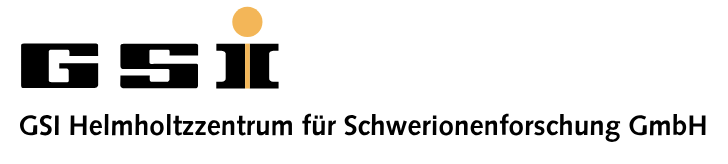 GSI
GSI Helmholtzzentrum für Schwerionenforschung GmbH